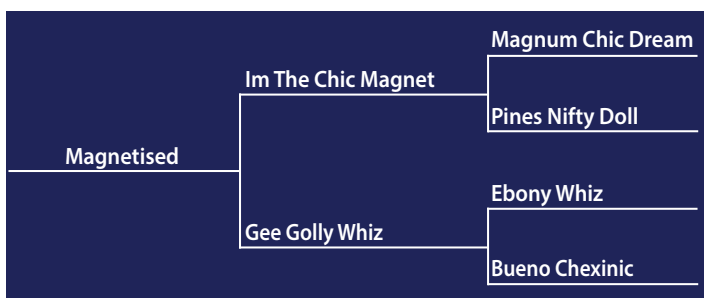 Magnum Chic Dream
Im The Chic Magnet
Pines Nifty Doll
Magnetised
Ebony Whiz
Gee Golly Whiz
Bueno Chexinic